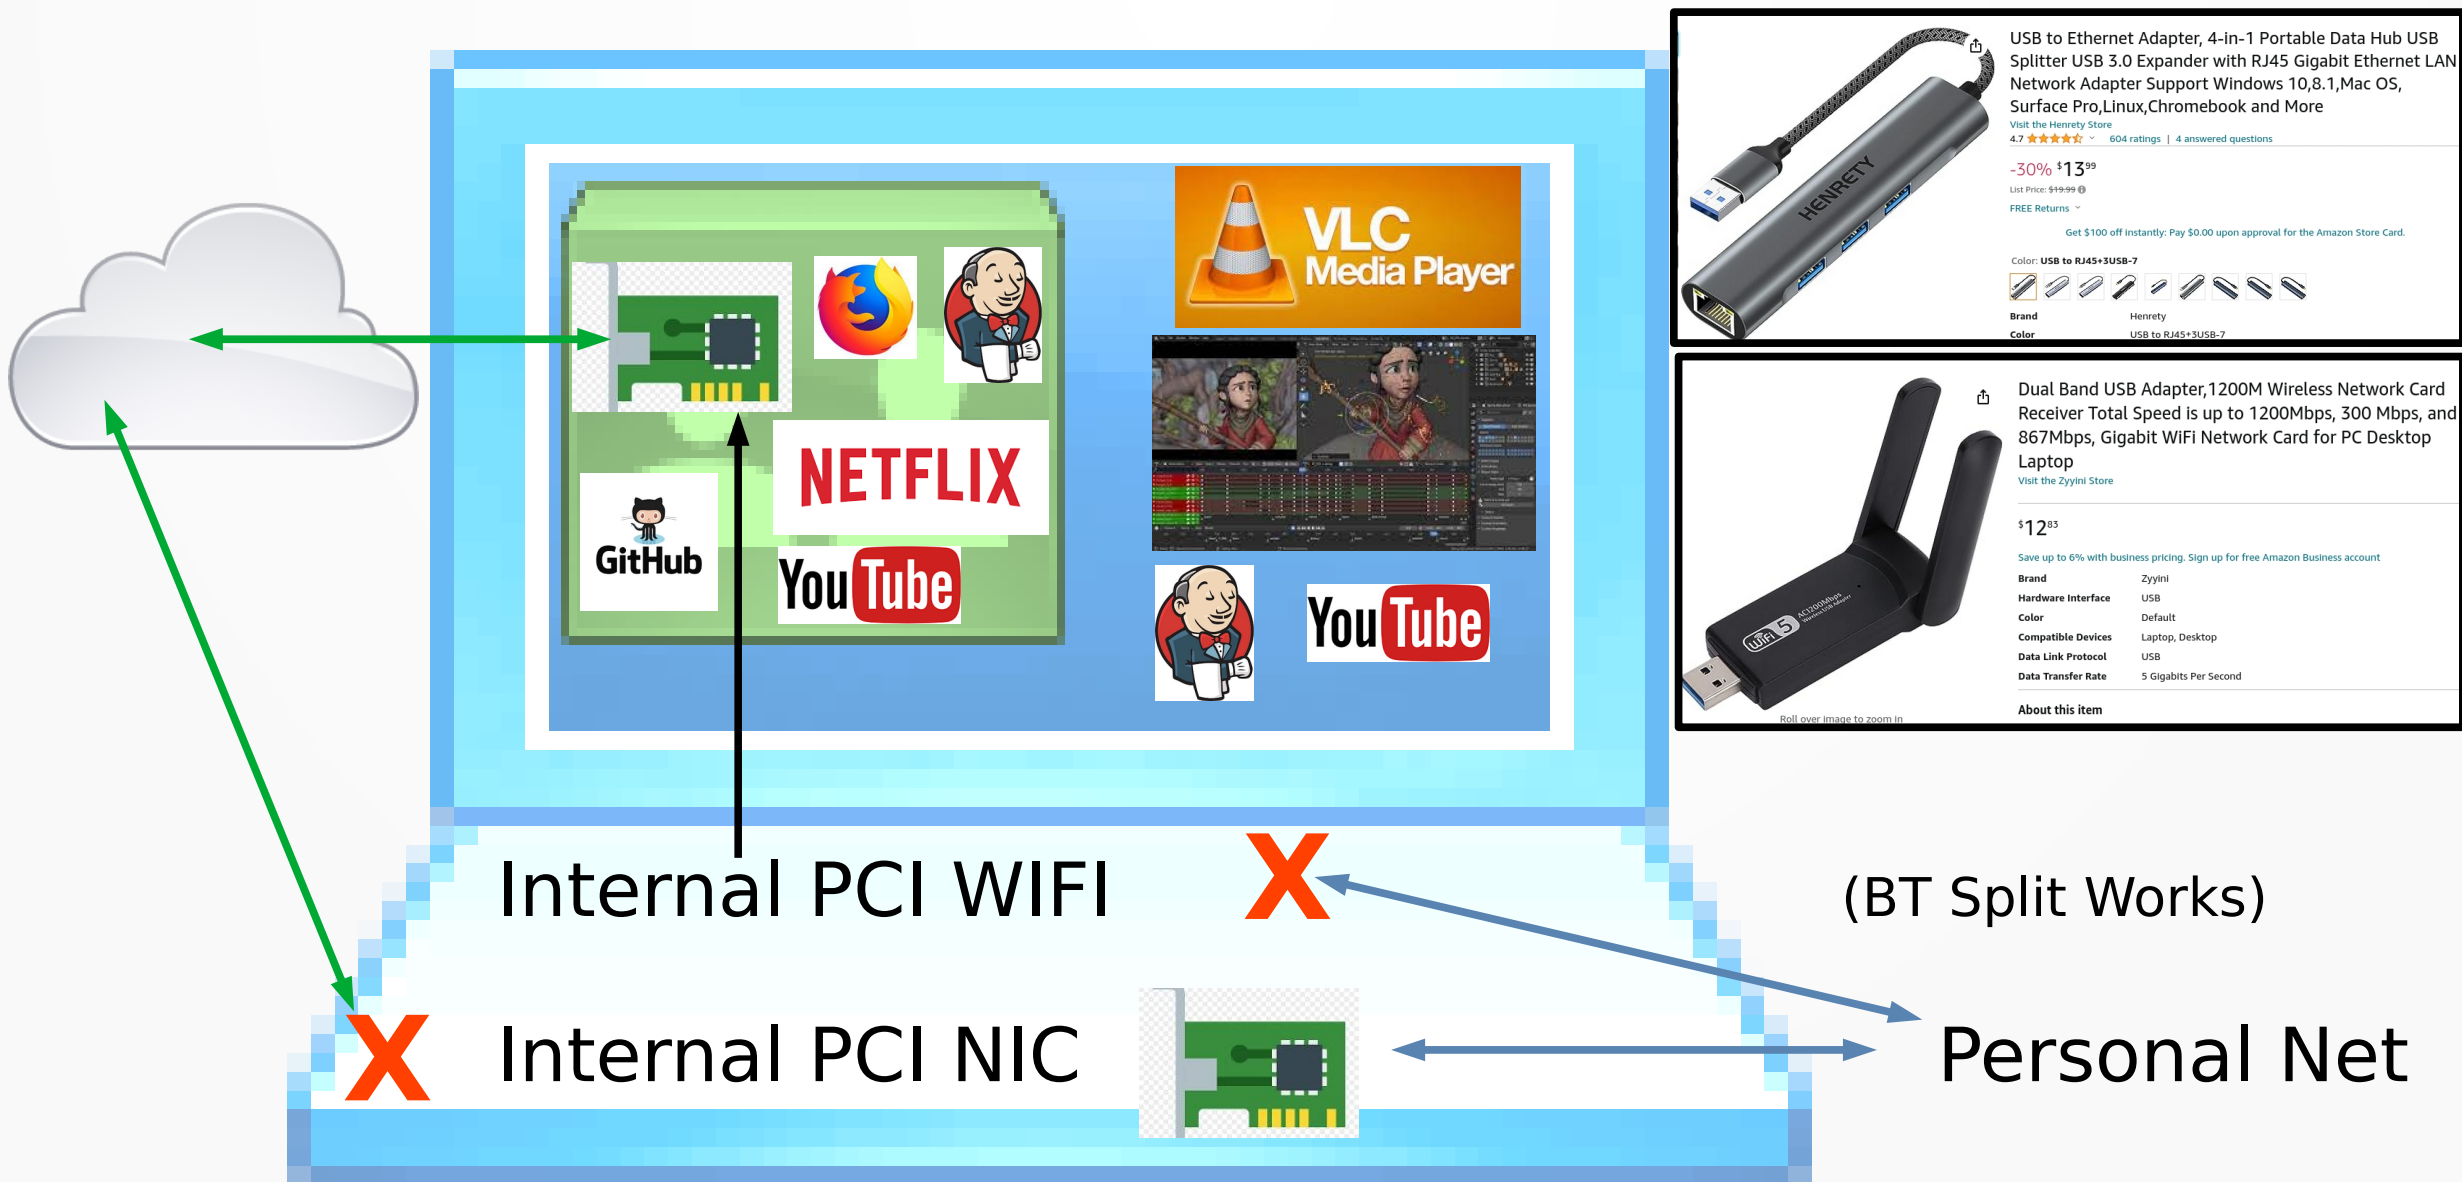 USB to Ethernet Adapter, 4-in-1 Portable Data Hub USB
Splitter USB 3.0 Expander with RJ45 Gigabit Ethernet LAN
Network Adapter Support Windows 10,8.1,Mac OS,
Surface Pro,Linux,Chromebook and More
Visit the Henrety Store
4.7 604 ratings | 4 answered questions
-30% $13 99
List Price: $19.99
FREE Returns
Get $100 off instantly: Pay $0.00 upon approval for the Amazon Store Card.
Color: USB to RJ45+3USB-7
Brand Henrety
Color USB to RJ45+3USB-7
HENRETY
Dual Band USB Adapter,1200M Wireless Network Card
Receiver Total Speed is up to 1200Mbps, 300 Mbps, and
867Mbps, Gigabit WiFi Network Card for PC Desktop
Laptop
Visit the Zyyini Store
$12 83
Save up to 6% with business pricing. Sign up for free Amazon Business account
Brand Zyyini
Hardware Interface USB
Color Default
Compatible Devices Laptop, Desktop
Data Link Protocol USB
Data Transfer Rate 5 Gigabits Per Second
About this item
WiFi 5
AC1200Mbps
Wireless USB Adapter
Roll over image to zoom in
VLC
Media Player
NETFLIX
GitHub
YouTube
YouTube
Internal PCI WIFI X
(BT Split Works)
X Internal PCI NIC
Personal Net